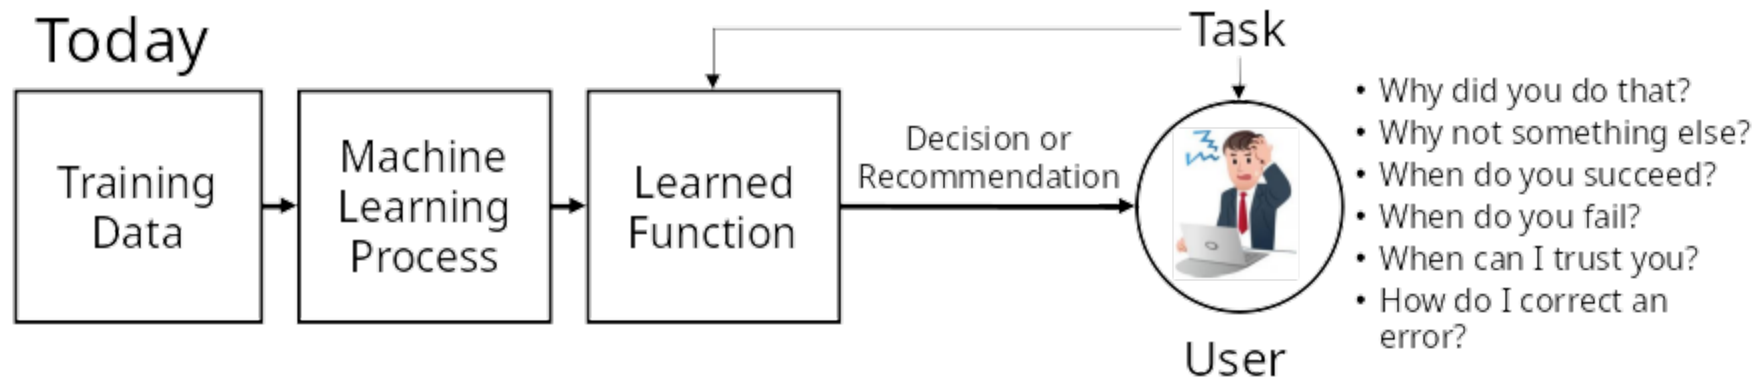 Today
Task
Training
Data
Machine
Learning
Process
Learned
Function
Decision or
Recommendation
User
• Why did you do that?
• Why not something else?
• When do you succeed?
• When do you fail?
• When can I trust you?
• How do I correct an
error?